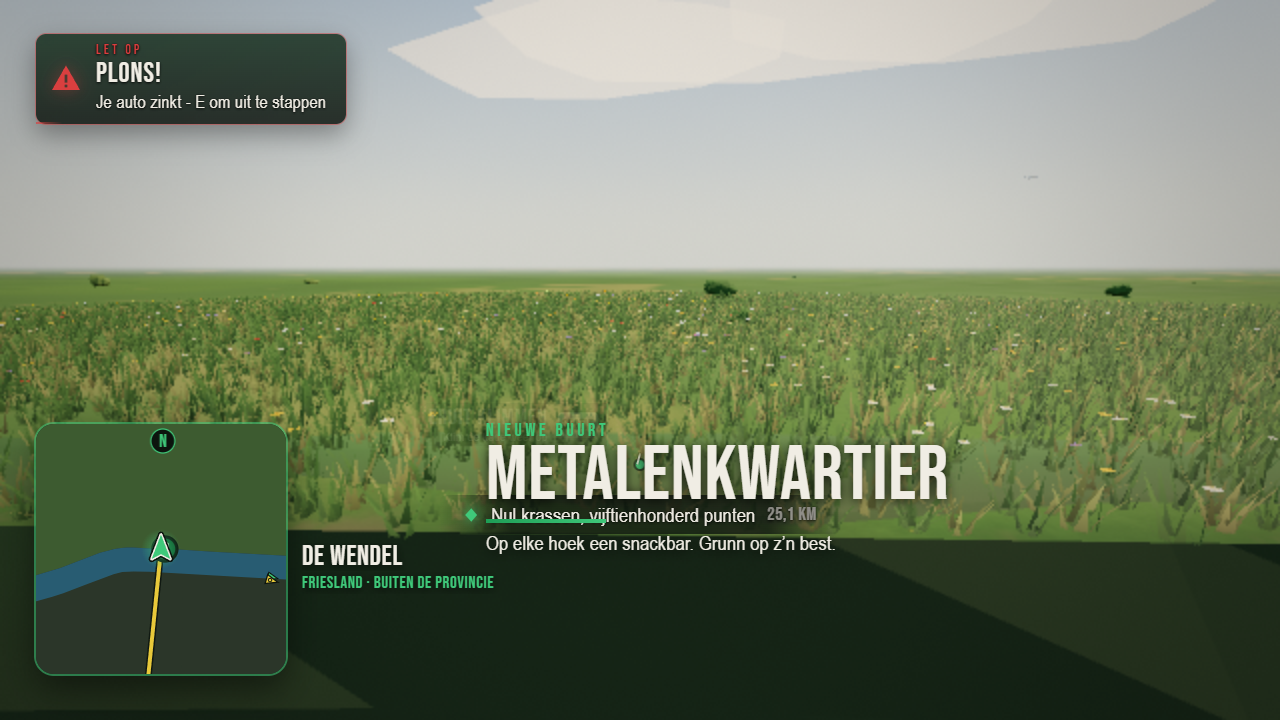 LET OP
PLONS!
Je auto zinkt - E om uit te stappen
N
NIEUWE BUURT
METALENKWARTIER
Nul krassen, vijftienhonderd punten 25,1 KM
Op elke hoek een snackbar. Grunn op z'n best.
DE WENDEL
FRIESLAND · BUITEN DE PROVINCIE